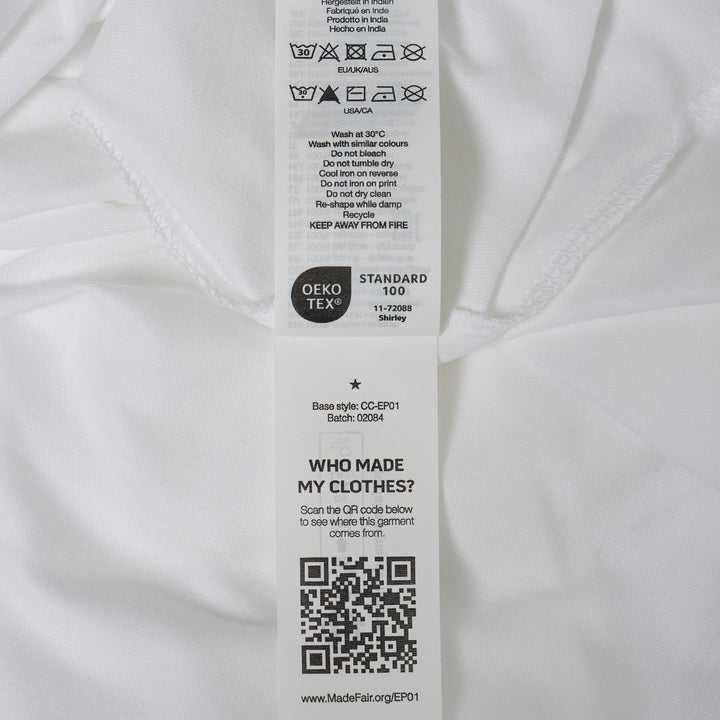 Hergestellt in Indien
Fabriqué en Inde
Prodotto in India
Hecho en India
30
EU/UK/AUS
30
USA/CA
Wash at 30°C
Wash with similar colours
Do not bleach
Do not tumble dry
Cool iron on reverse
Do not iron on print
Do not dry clean
Re-shape while damp
Recycle
KEEP AWAY FROM FIRE
OEKO
TEX®
STANDARD
100
11-72088
Shirley
Base style: CC-EP01
Batch: 02084
WHO MADE
MY CLOTHES?
Scan the QR code below
to see where this garment
comes from.
www.MadeFair.org/EP01